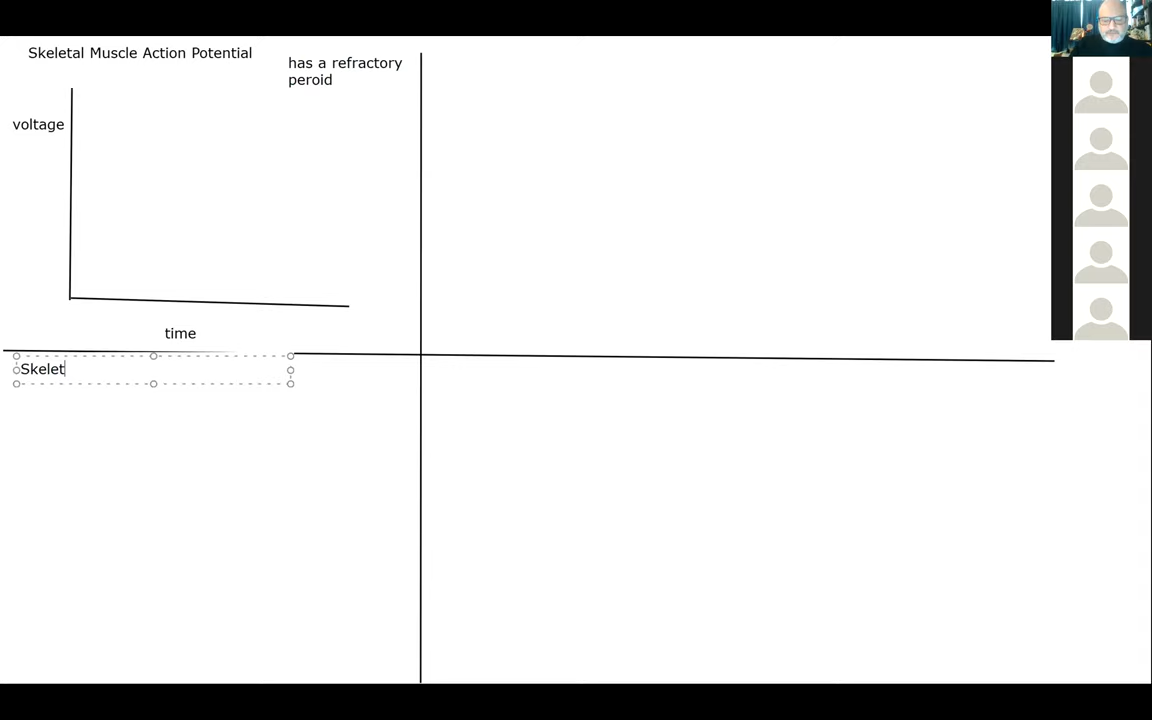 Skeletal Muscle Action Potential
has a refractory
peroid
voltage
time
Skelet